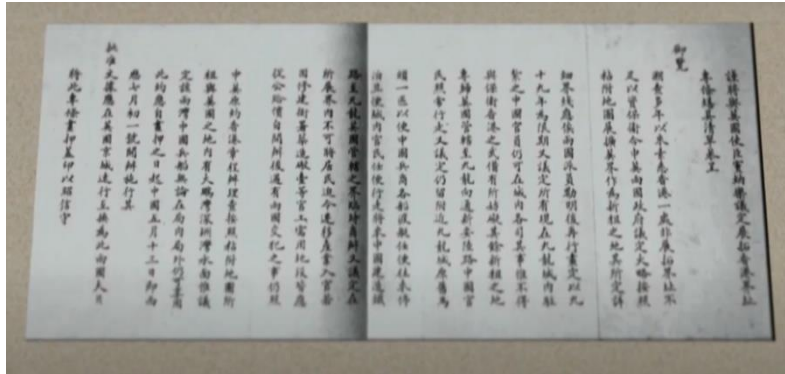 謹將與英國使臣竇納樂議定展拓香港界址
專條繕具清單恭呈
御覽
溯查多年以來素悉香港一處非展拓界址不
足以資保衛今中英兩國政府議定大略按照
粘附地圖展擴英界作為新租之地其所定詳
細界綫應俟兩國派員勘明後再行畫定以九
十九年為限期又議定所有現在九龍城內駐
紮之中國官員仍可在城內各司其事惟不得
與保衛香港之武備有所妨礙其餘新租之地
專歸英國管轄至九龍向通新安陸路中國官
民照常行走又議定仍留附近九龍城原舊馬
頭一區以便中國兵商各船渡艇任便往來停
泊且便城內官民任便行走將來中國建造鐵
路至九龍英國管轄之界臨時商辦又議定在
所展界內不可將居民迫令遷移產業入官若
因修建衙署築造礮臺等官工需用地段皆應
從公給價自開辦後遇有兩國交犯之事仍照
中英原約香港章程辦理查按照粘附地圖所
租與英國之地內有大鵬灣深圳灣水面惟議
定該兩灣中國兵船無論在局內局外仍可享用
此約應自畫押之日起中國五月十三日即西
歷七月初一號開辦施行其
批准文據應在英國京城速行互換為此兩國大員
將此專條畫押蓋印以昭信守